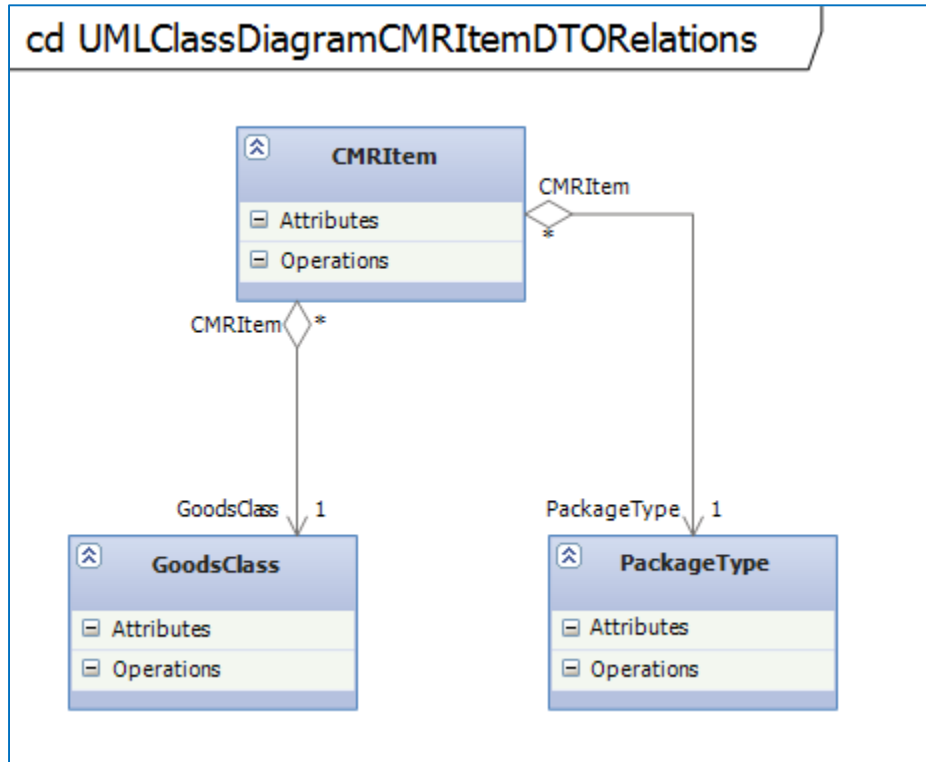 cd UMLClassDiagramCMRItemDTORelations
CMRItem
Attributes
Operations
CMRItem
*
CMRItem
*
GoodsClass
1
PackageType
1
GoodsClass
Attributes
Operations
PackageType
Attributes
Operations